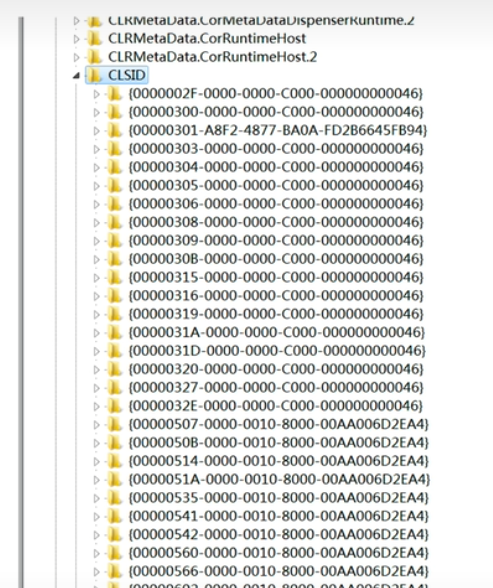 CLRMetaData.CorMetaDataDispenserRuntime.2
CLRMetaData.CorRuntimeHost
CLRMetaData.CorRuntimeHost.2
CLSID
{0000002F-0000-0000-C000-000000000046}
{00000300-0000-0000-C000-000000000046}
{00000301-A8F2-4877-BA0A-FD2B6645FB94}
{00000303-0000-0000-C000-000000000046}
{00000304-0000-0000-C000-000000000046}
{00000305-0000-0000-C000-000000000046}
{00000306-0000-0000-C000-000000000046}
{00000308-0000-0000-C000-000000000046}
{00000309-0000-0000-C000-000000000046}
{0000030B-0000-0000-C000-000000000046}
{00000315-0000-0000-C000-000000000046}
{00000316-0000-0000-C000-000000000046}
{00000319-0000-0000-C000-000000000046}
{0000031A-0000-0000-C000-000000000046}
{0000031D-0000-0000-C000-000000000046}
{00000320-0000-0000-C000-000000000046}
{00000327-0000-0000-C000-000000000046}
{0000032E-0000-0000-C000-000000000046}
{00000507-0000-0010-8000-00AA006D2EA4}
{0000050B-0000-0010-8000-00AA006D2EA4}
{00000514-0000-0010-8000-00AA006D2EA4}
{0000051A-0000-0010-8000-00AA006D2EA4}
{00000535-0000-0010-8000-00AA006D2EA4}
{00000541-0000-0010-8000-00AA006D2EA4}
{00000542-0000-0010-8000-00AA006D2EA4}
{00000560-0000-0010-8000-00AA006D2EA4}
{00000566-0000-0010-8000-00AA006D2EA4}